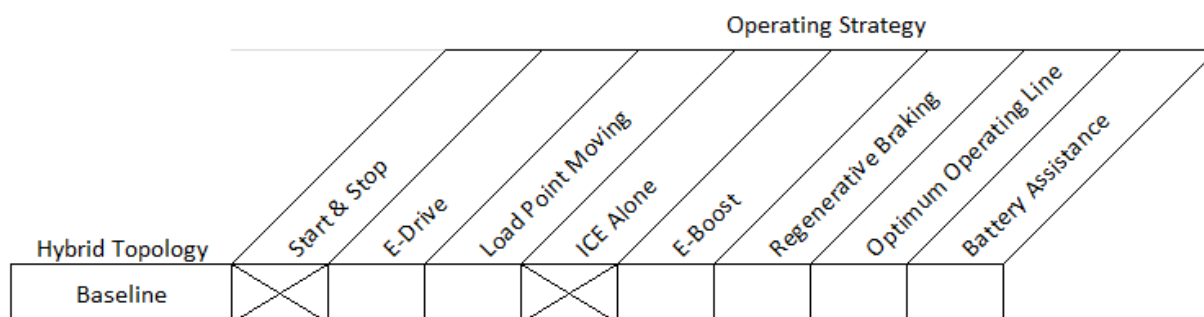 Operating Strategy
Start & Stop
E-Drive
Load Point Moving
ICE Alone
E-Boost
Regenerative Braking
Optimum Operating Line
Battery Assistance
Hybrid Topology
Baseline